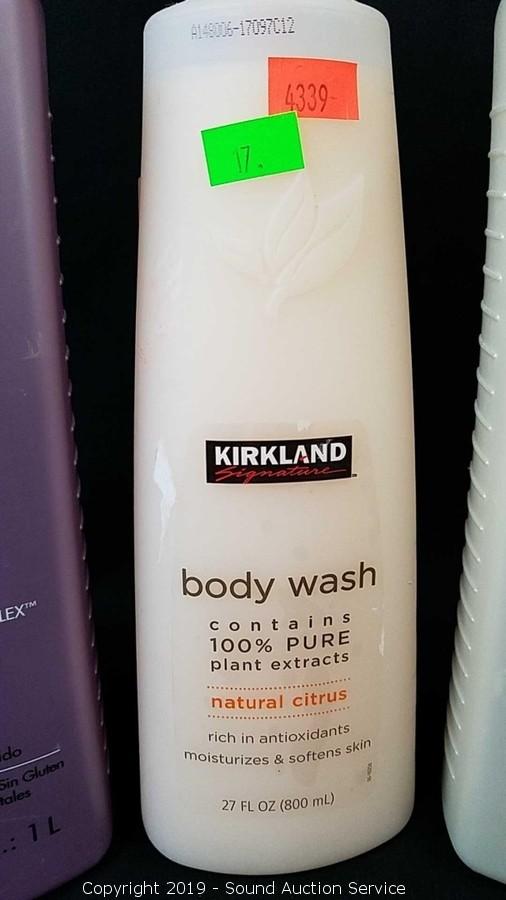 A148006-17097C12
4339
17.
KIRKLAND
Signature
body wash
contains
100% PURE
plant extracts
natural citrus
rich in antioxidants
moisturizes & softens skin
27 FL OZ (800 mL)
LEX™
ido
Sin Gluten
tales
.: 1 L
Copyright 2019 - Sound Auction Service